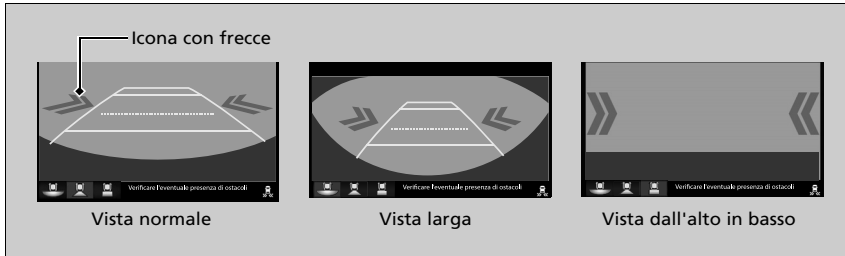 Icona con frecce
Verificare l'eventuale presenza di ostacoli
Verificare l'eventuale presenza di ostacoli
Verificare l'eventuale presenza di ostacoli
Vista normale
Vista larga
Vista dall'alto in basso